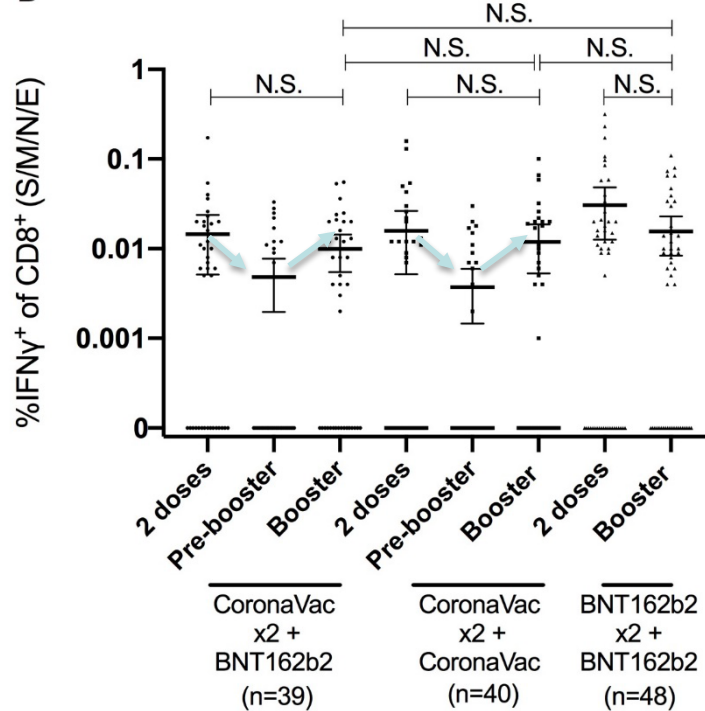 N.S.
N.S. N.S.
N.S. N.S. N.S.
%IFNγ⁺ of CD8⁺ (S/M/N/E)
1
0.1
0.01
0.001
0
2 doses Pre-booster Booster 2 doses Pre-booster Booster 2 doses Booster
CoronaVac CoronaVac BNT162b2
x2 + x2 + x2 +
BNT162b2 CoronaVac BNT162b2
(n=39) (n=40) (n=48)